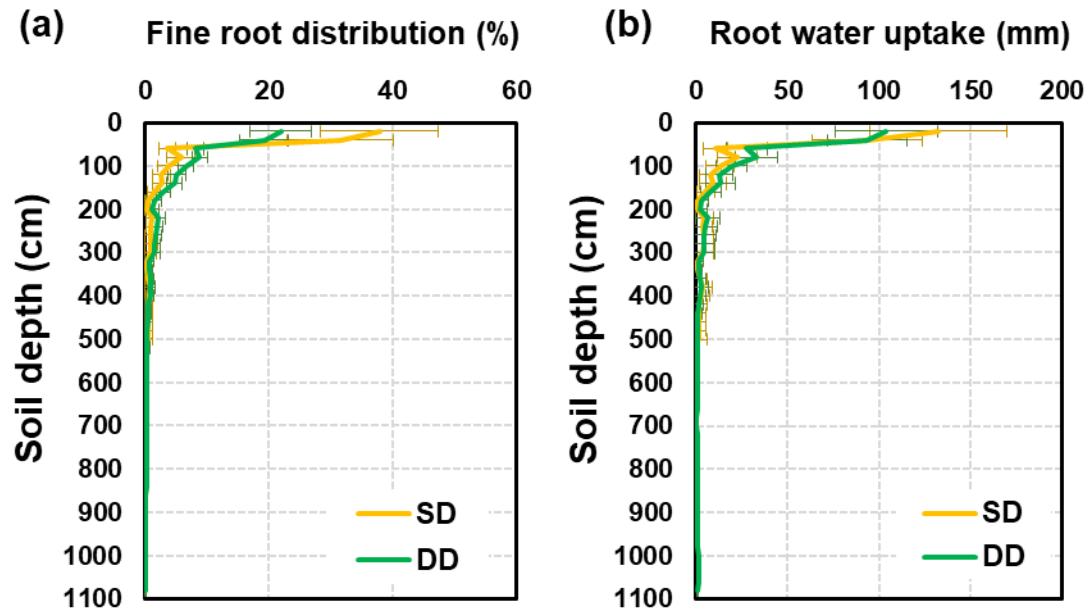 (a) Fine root distribution (%)
0 20 40 60
0
100
200
300
400
500
600
700
800
900
1000
1100
Soil depth (cm)
SD
DD
(b) Root water uptake (mm)
0 50 100 150 200
0
100
200
300
400
500
600
700
800
900
1000
1100
Soil depth (cm)
SD
DD